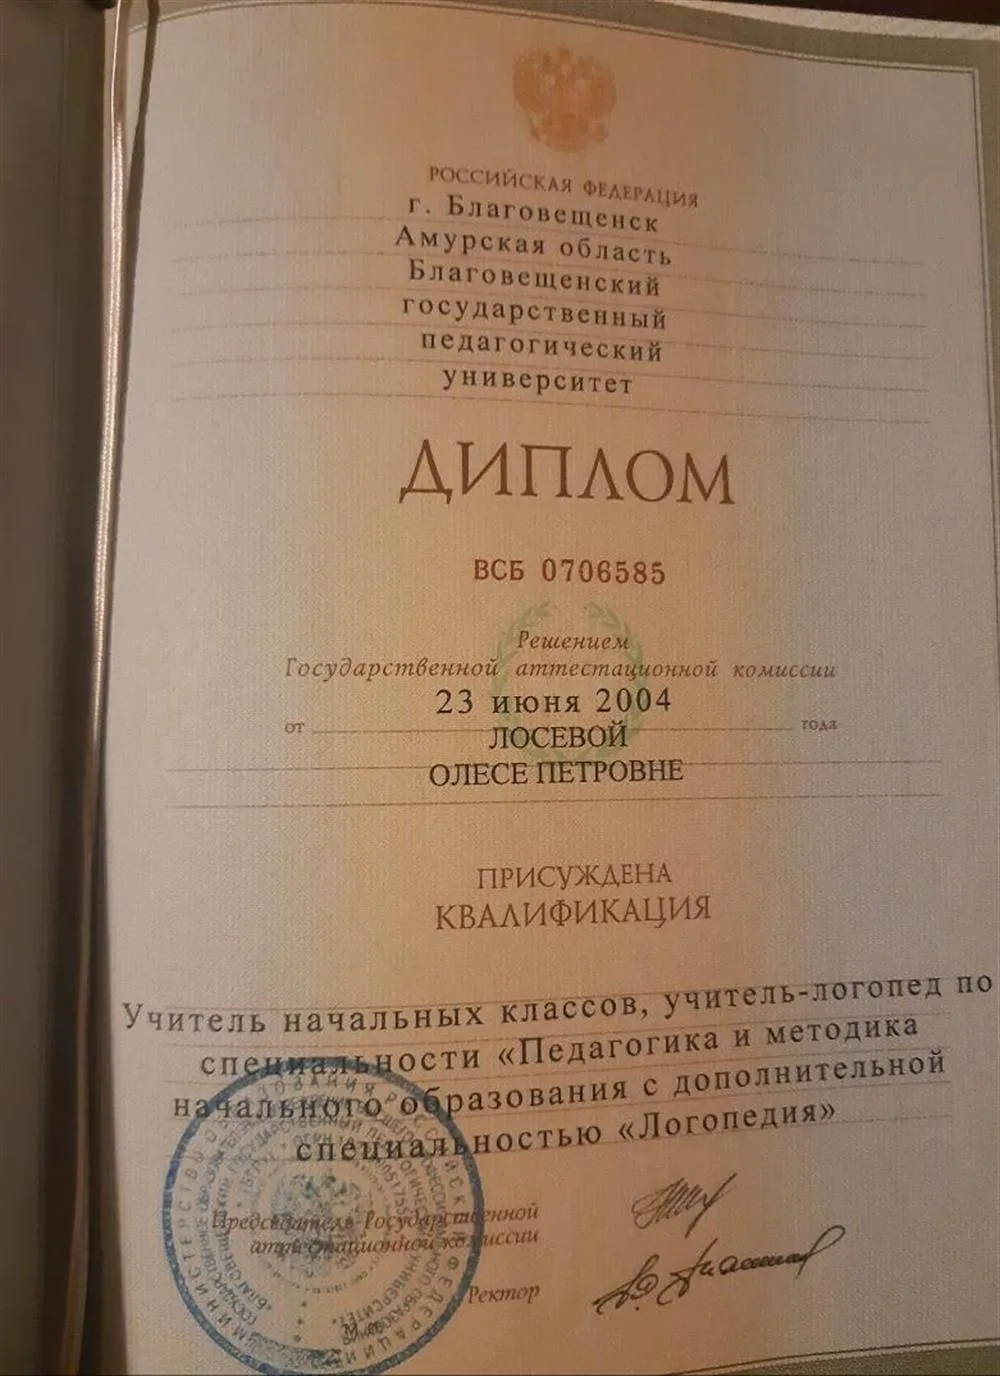 РОССИЙСКАЯ ФЕДЕРАЦИЯ
г. Благовещенск
Амурская область
Благовещенский
государственный
педагогический
университет
ДИПЛОМ
ВСБ 0706585
Решением
Государственной аттестационной комиссии
от 23 июня 2004 года
ЛОСЕВОЙ
ОЛЕСЕ ПЕТРОВНЕ
ПРИСУЖДЕНА
КВАЛИФИКАЦИЯ
Учитель начальных классов, учитель-логопед по
специальности «Педагогика и методика
начального образования с дополнительной
специальностью «Логопедия»
Председатель Государственной
аттестационной комиссии
Ректор